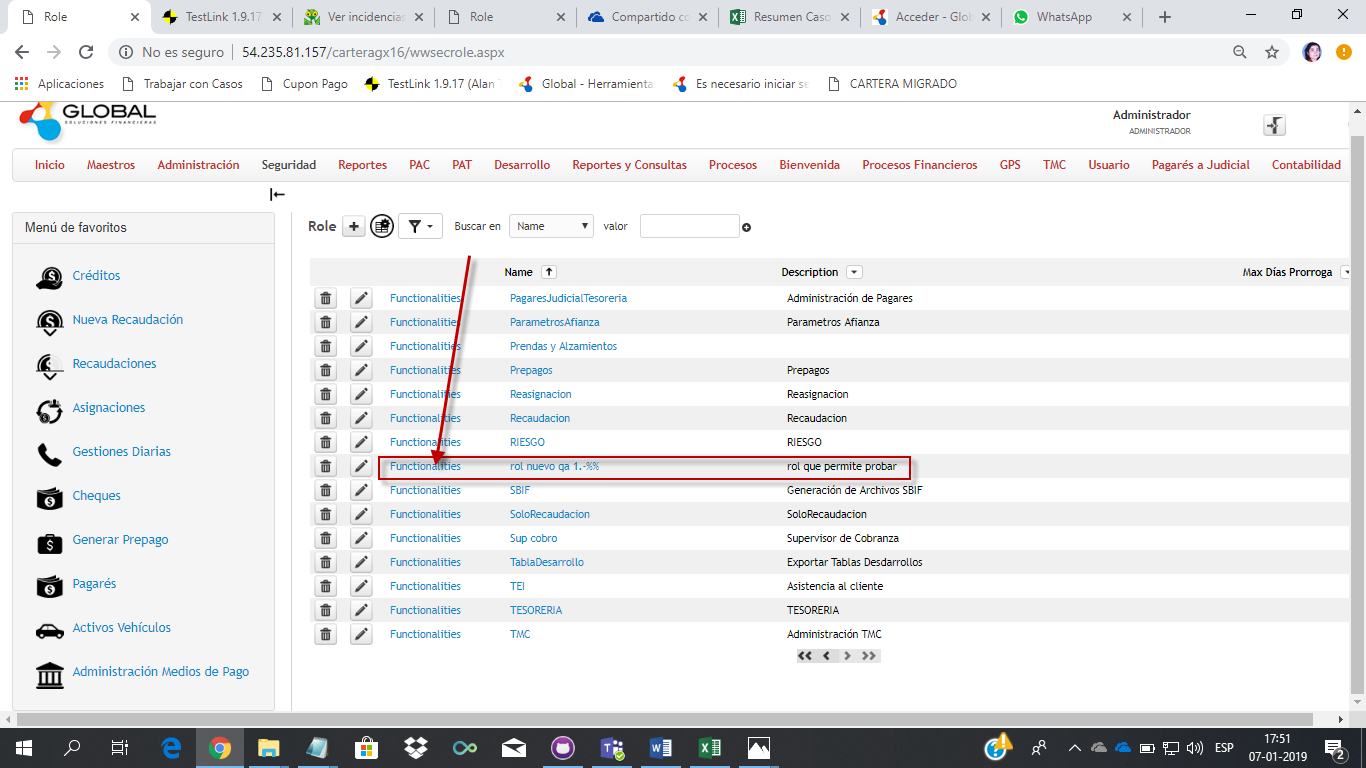 Role
TestLink 1.9.17
Ver incidencias
Role
Compartido co
Resumen Caso
Acceder - Glob
WhatsApp
No es seguro | 54.235.81.157/carteragx16/wwsecrole.aspx
Aplicaciones Trabajar con Casos Cupon Pago TestLink 1.9.17 (Alan Global - Herramienta Es necesario iniciar se CARTERA MIGRADO
GLOBAL
SOLUCIONES FINANCIERAS
Administrador
ADMINISTRADOR
Inicio Maestros Administración Seguridad Reportes PAC PAT Desarrollo Reportes y Consultas Procesos Bienvenida Procesos Financieros GPS TMC Usuario Pagarés a Judicial Contabilidad
Menú de favoritos
Créditos
Nueva Recaudación
Recaudaciones
Asignaciones
Gestiones Diarias
Cheques
Generar Prepago
Pagarés
Activos Vehículos
Administración Medios de Pago
Role Buscar en Name valor
Name Description Max Días Prorroga
Functionalities PagaresJudicialTesoreria Administración de Pagares
Functionalities ParametrosAfianza Parametros Afianza
Functionalities Prendas y Alzamientos
Functionalities Prepagos Prepagos
Functionalities Reasignacion Reasignacion
Functionalities Recaudacion Recaudacion
Functionalities RIESGO RIESGO
Functionalities rol nuevo qa 1.-%% rol que permite probar
Functionalities SBIF Generación de Archivos SBIF
Functionalities SoloRecaudacion SoloRecaudacion
Functionalities Sup cobro Supervisor de Cobranza
Functionalities TablaDesarrollo Exportar Tablas Desdarrollos
Functionalities TEI Asistencia al cliente
Functionalities TESORERIA TESORERIA
Functionalities TMC Administración TMC
ESP
17:51
07-01-2019
2